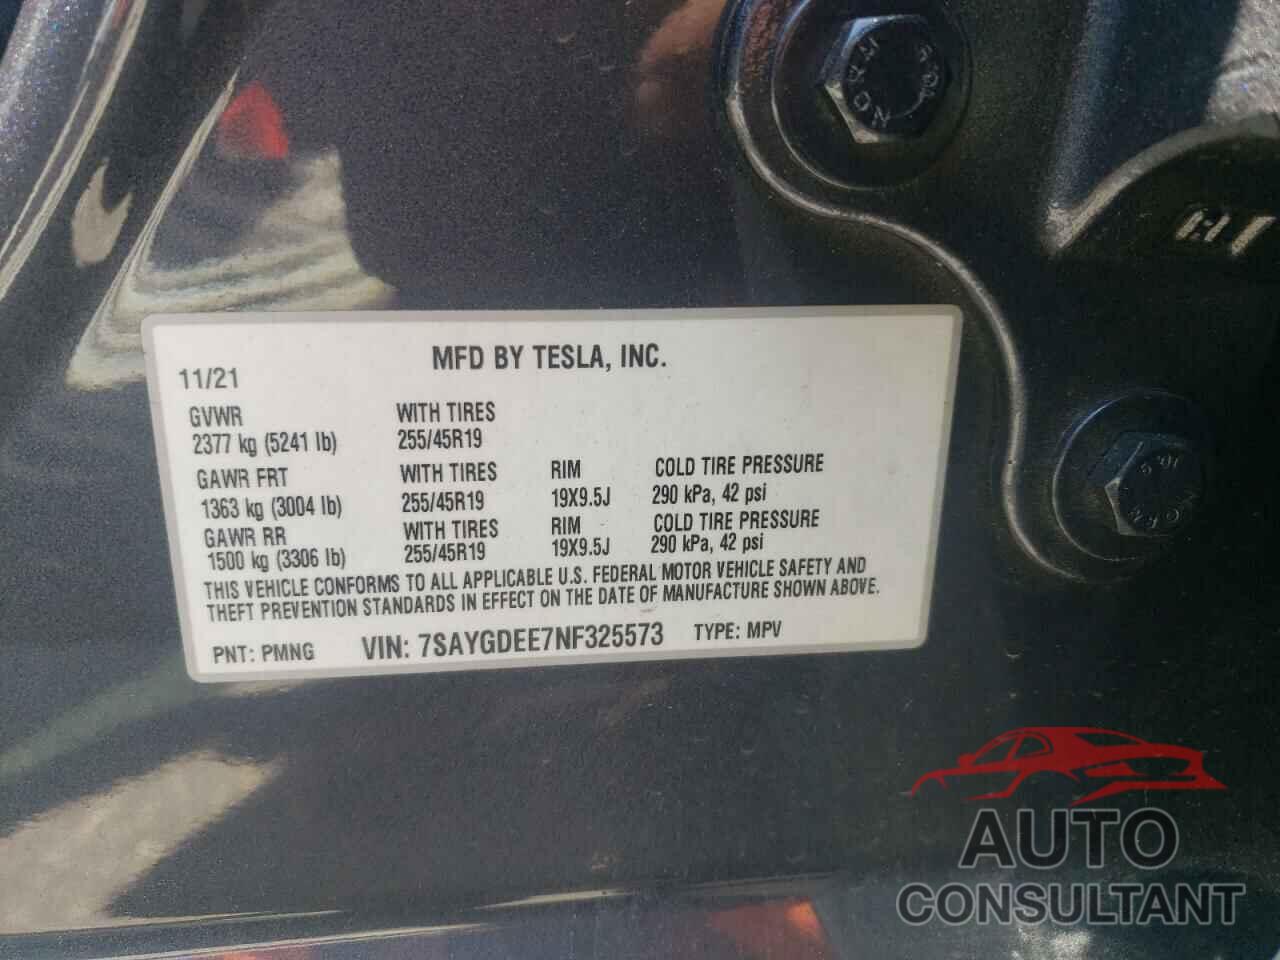 MFD BY TESLA, INC.
11/21
GVWR WITH TIRES
2377 kg (5241 lb) 255/45R19
GAWR FRT WITH TIRES RIM COLD TIRE PRESSURE
1363 kg (3004 lb) 255/45R19 19X9.5J 290 kPa, 42 psi
GAWR RR WITH TIRES RIM COLD TIRE PRESSURE
1500 kg (3306 lb) 255/45R19 19X9.5J 290 kPa, 42 psi
THIS VEHICLE CONFORMS TO ALL APPLICABLE U.S. FEDERAL MOTOR VEHICLE SAFETY AND
THEFT PREVENTION STANDARDS IN EFFECT ON THE DATE OF MANUFACTURE SHOWN ABOVE.
PNT: PMNG VIN: 7SAYGDEE7NF325573 TYPE: MPV
AUTO
CONSULTANT